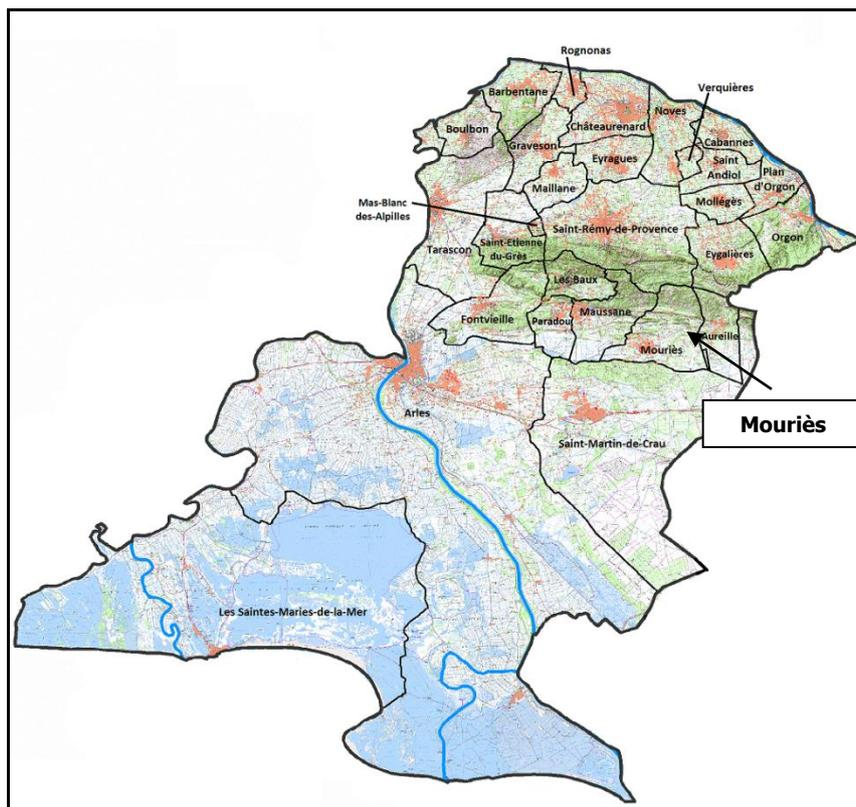 Rognonas
Verquières
Barbentane
Noves
Boulbon
Châteaurenard
Cabannes
Graveson
Eyragues
Saint
Andiol
Plan
d'Orgon
Maillane
Mollégès
Mas-Blanc
des-Alpilles
Saint-Rémy-de-Provence
Orgon
Tarascon
Saint-Etienne
du-Grès
Eygalières
Les Baux
Fontvieille
Paradou
Maussane
Aureille
Mouriès
Arles
Mouriès
Saint-Martin-de-Crau
Les Saintes-Maries-de-la-Mer